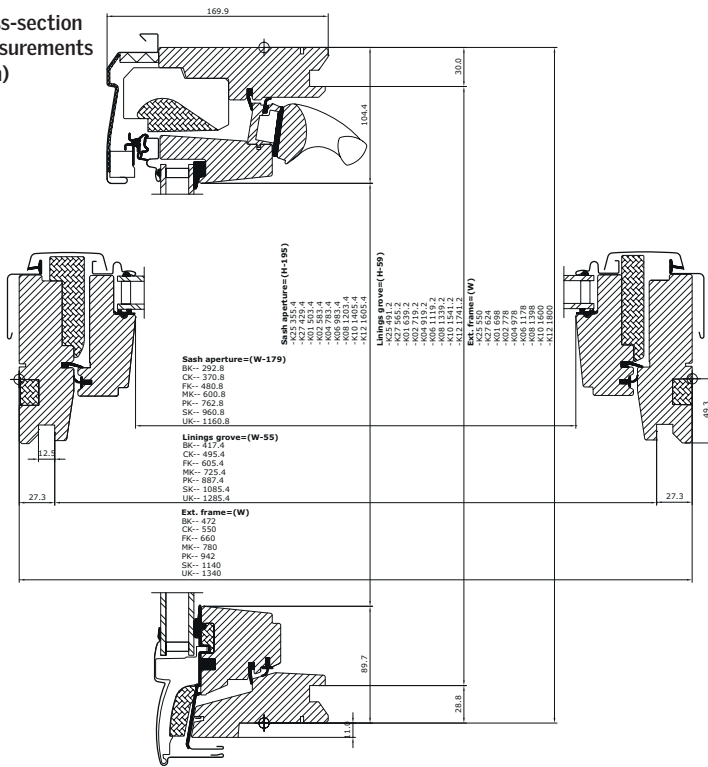 ss-section
surements
n)
169.9
30.0
104.4
Sash aperture=(H-195)
-K25 355.4
-K27 429.4
-K01 503.4
-K02 583.4
-K04 783.4
-K06 983.4
-K08 1203.4
-K10 1405.4
-K12 1605.4
Linings grove=(H-59)
-K25 491.2
-K27 565.2
-K01 639.2
-K02 719.2
-K04 919.2
-K06 1119.2
-K08 1339.2
-K10 1541.2
-K12 1741.2
Ext. frame=(W)
-K25 550
-K27 624
-K01 698
-K02 778
-K04 978
-K06 1178
-K08 1398
-K10 1600
-K12 1800
Sash aperture=(W-179)
BK-- 292.8
CK-- 370.8
FK-- 480.8
MK-- 600.8
PK-- 762.8
SK-- 960.8
UK-- 1160.8
49.3
Linings grove=(W-55)
BK-- 417.4
CK-- 495.4
FK-- 605.4
MK-- 725.4
PK-- 887.4
SK-- 1085.4
UK-- 1285.4
12.5
27.3
27.3
Ext. frame=(W)
BK-- 472
CK-- 550
FK-- 660
MK-- 780
PK-- 942
SK-- 1140
UK-- 1340
89.7
28.8
11.0